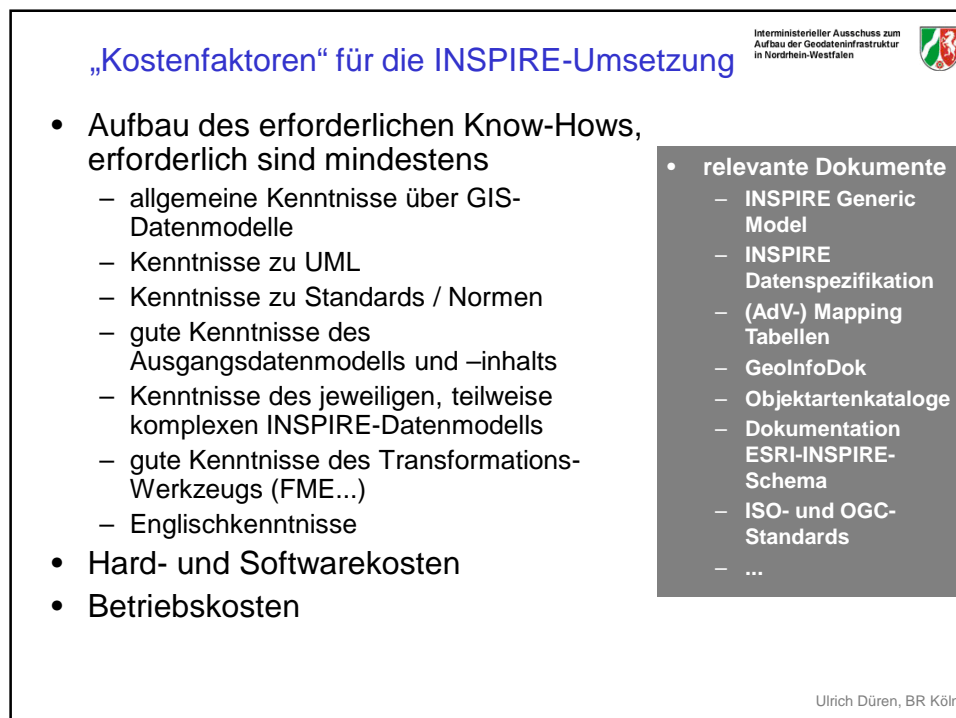 „Kostenfaktoren“ für die INSPIRE-Umsetzung
Interministerieller Ausschuss zum
Aufbau der Geodateninfrastruktur
in Nordrhein-Westfalen
• Aufbau des erforderlichen Know-Hows,
erforderlich sind mindestens
– allgemeine Kenntnisse über GIS-
Datenmodelle
– Kenntnisse zu UML
– Kenntnisse zu Standards / Normen
– gute Kenntnisse des
Ausgangsdatenmodells und –inhalts
– Kenntnisse des jeweiligen, teilweise
komplexen INSPIRE-Datenmodells
– gute Kenntnisse des Transformations-
Werkzeugs (FME...)
– Englischkenntnisse
• Hard- und Softwarekosten
• Betriebskosten
• relevante Dokumente
– INSPIRE Generic
Model
– INSPIRE
Datenspezifikation
– (AdV-) Mapping
Tabellen
– GeoInfoDok
– Objektartenkataloge
– Dokumentation
ESRI-INSPIRE-
Schema
– ISO- und OGC-
Standards
– ...
Ulrich Düren, BR Köln